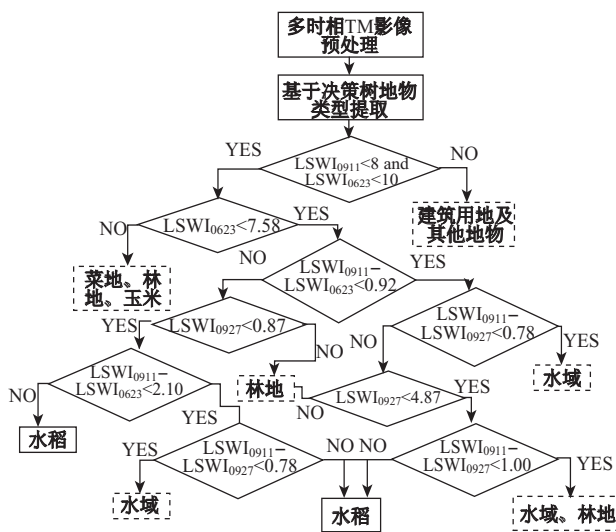 多时相TM影像
预处理
基于决策树地物
类型提取
YES
LSWI0911<8 and
LSWI0623<10
NO
LSWI0623<7.58
YES
建筑用地及
其他地物
NO
菜地、林
地、玉米
NO
LSWI0911−
LSWI0623<0.92
YES
YES
LSWI0927<0.87
NO
NO
LSWI0911−
LSWI0927<0.78
YES
LSWI0911−
LSWI0623<2.10
林地
NO
LSWI0927<4.87
YES
水域
NO
水稻
YES
YES
LSWI0911−
LSWI0927<0.78
NO
NO
LSWI0911−
LSWI0927<1.00
YES
水域
水稻
水域、林地